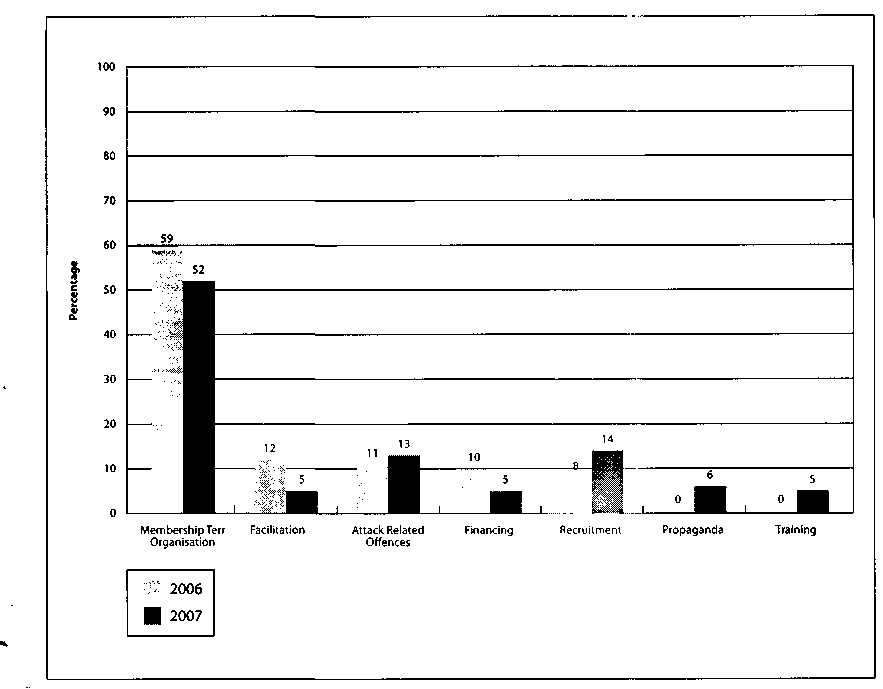 100
90
80
70
60
50
40
30
20
10
0
Percentage
59
52
12
5
11
13
10
5
8
14
0
6
0
5
Membership Terr
Organisation
Facilitation
Attack Related
Offences
Financing
Recruitment
Propaganda
Training
2006
2007